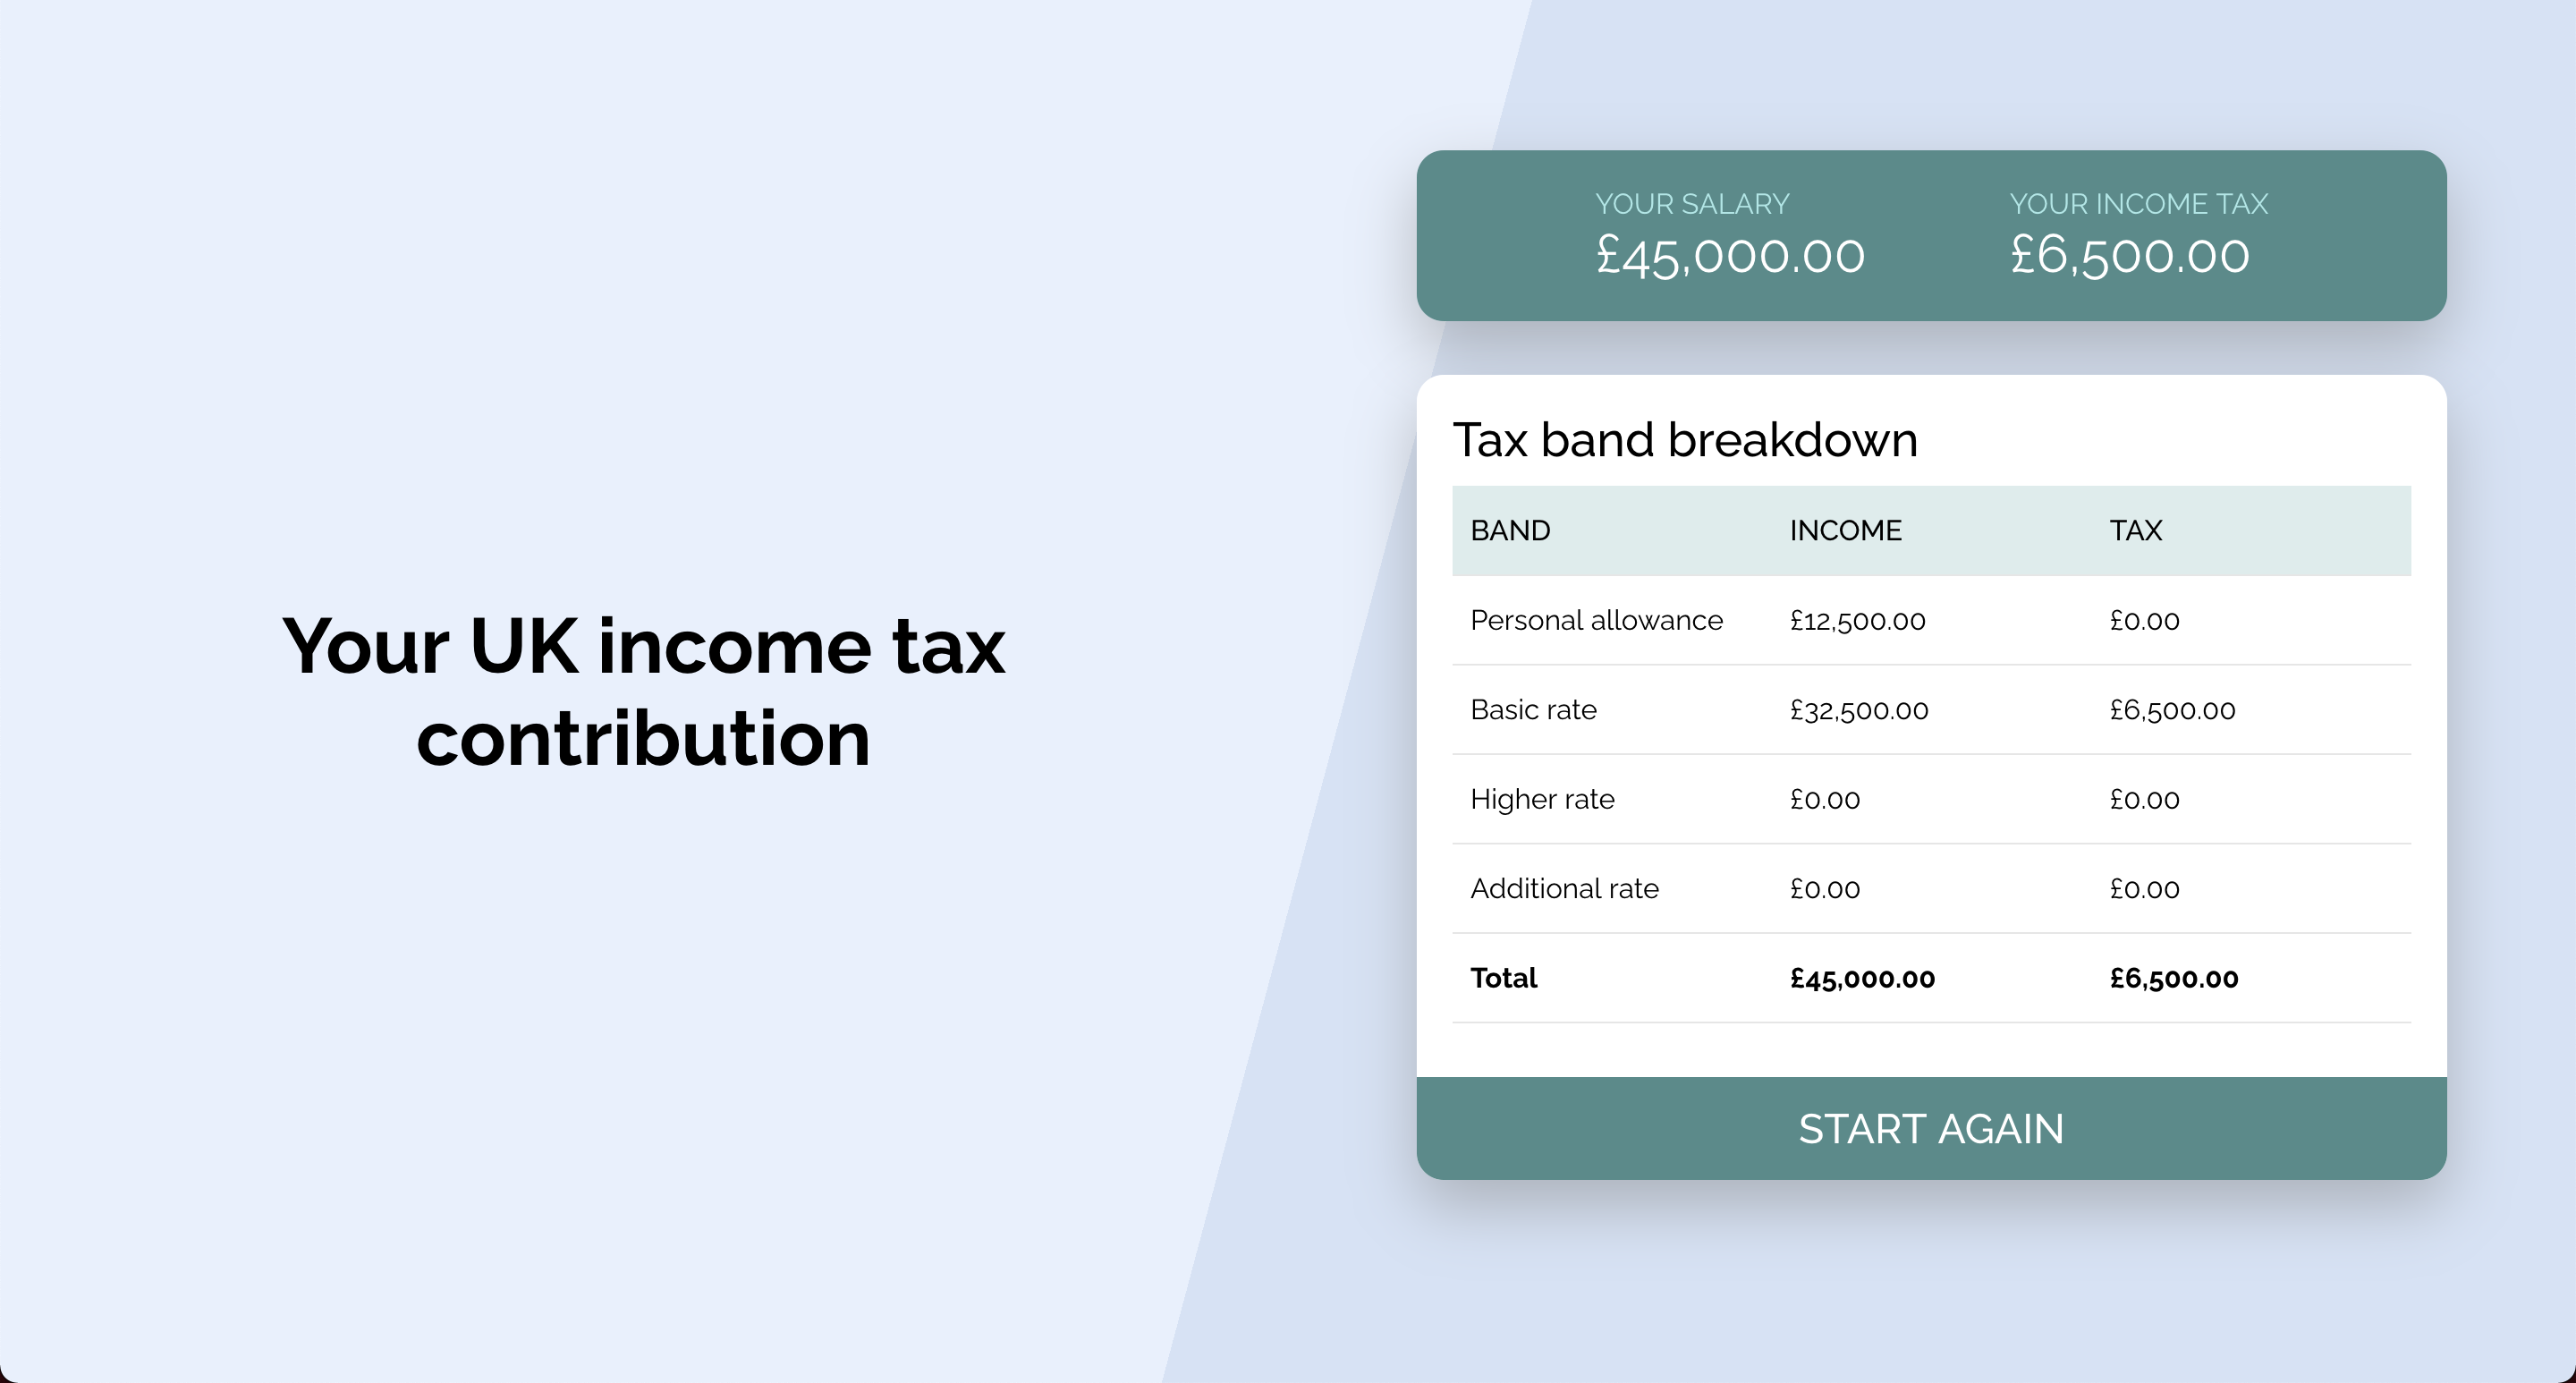 Your UK income tax
contribution
YOUR SALARY
£45,000.00
YOUR INCOME TAX
£6,500.00
Tax band breakdown
BAND INCOME TAX
Personal allowance £12,500.00 £0.00
Basic rate £32,500.00 £6,500.00
Higher rate £0.00 £0.00
Additional rate £0.00 £0.00
Total £45,000.00 £6,500.00
START AGAIN